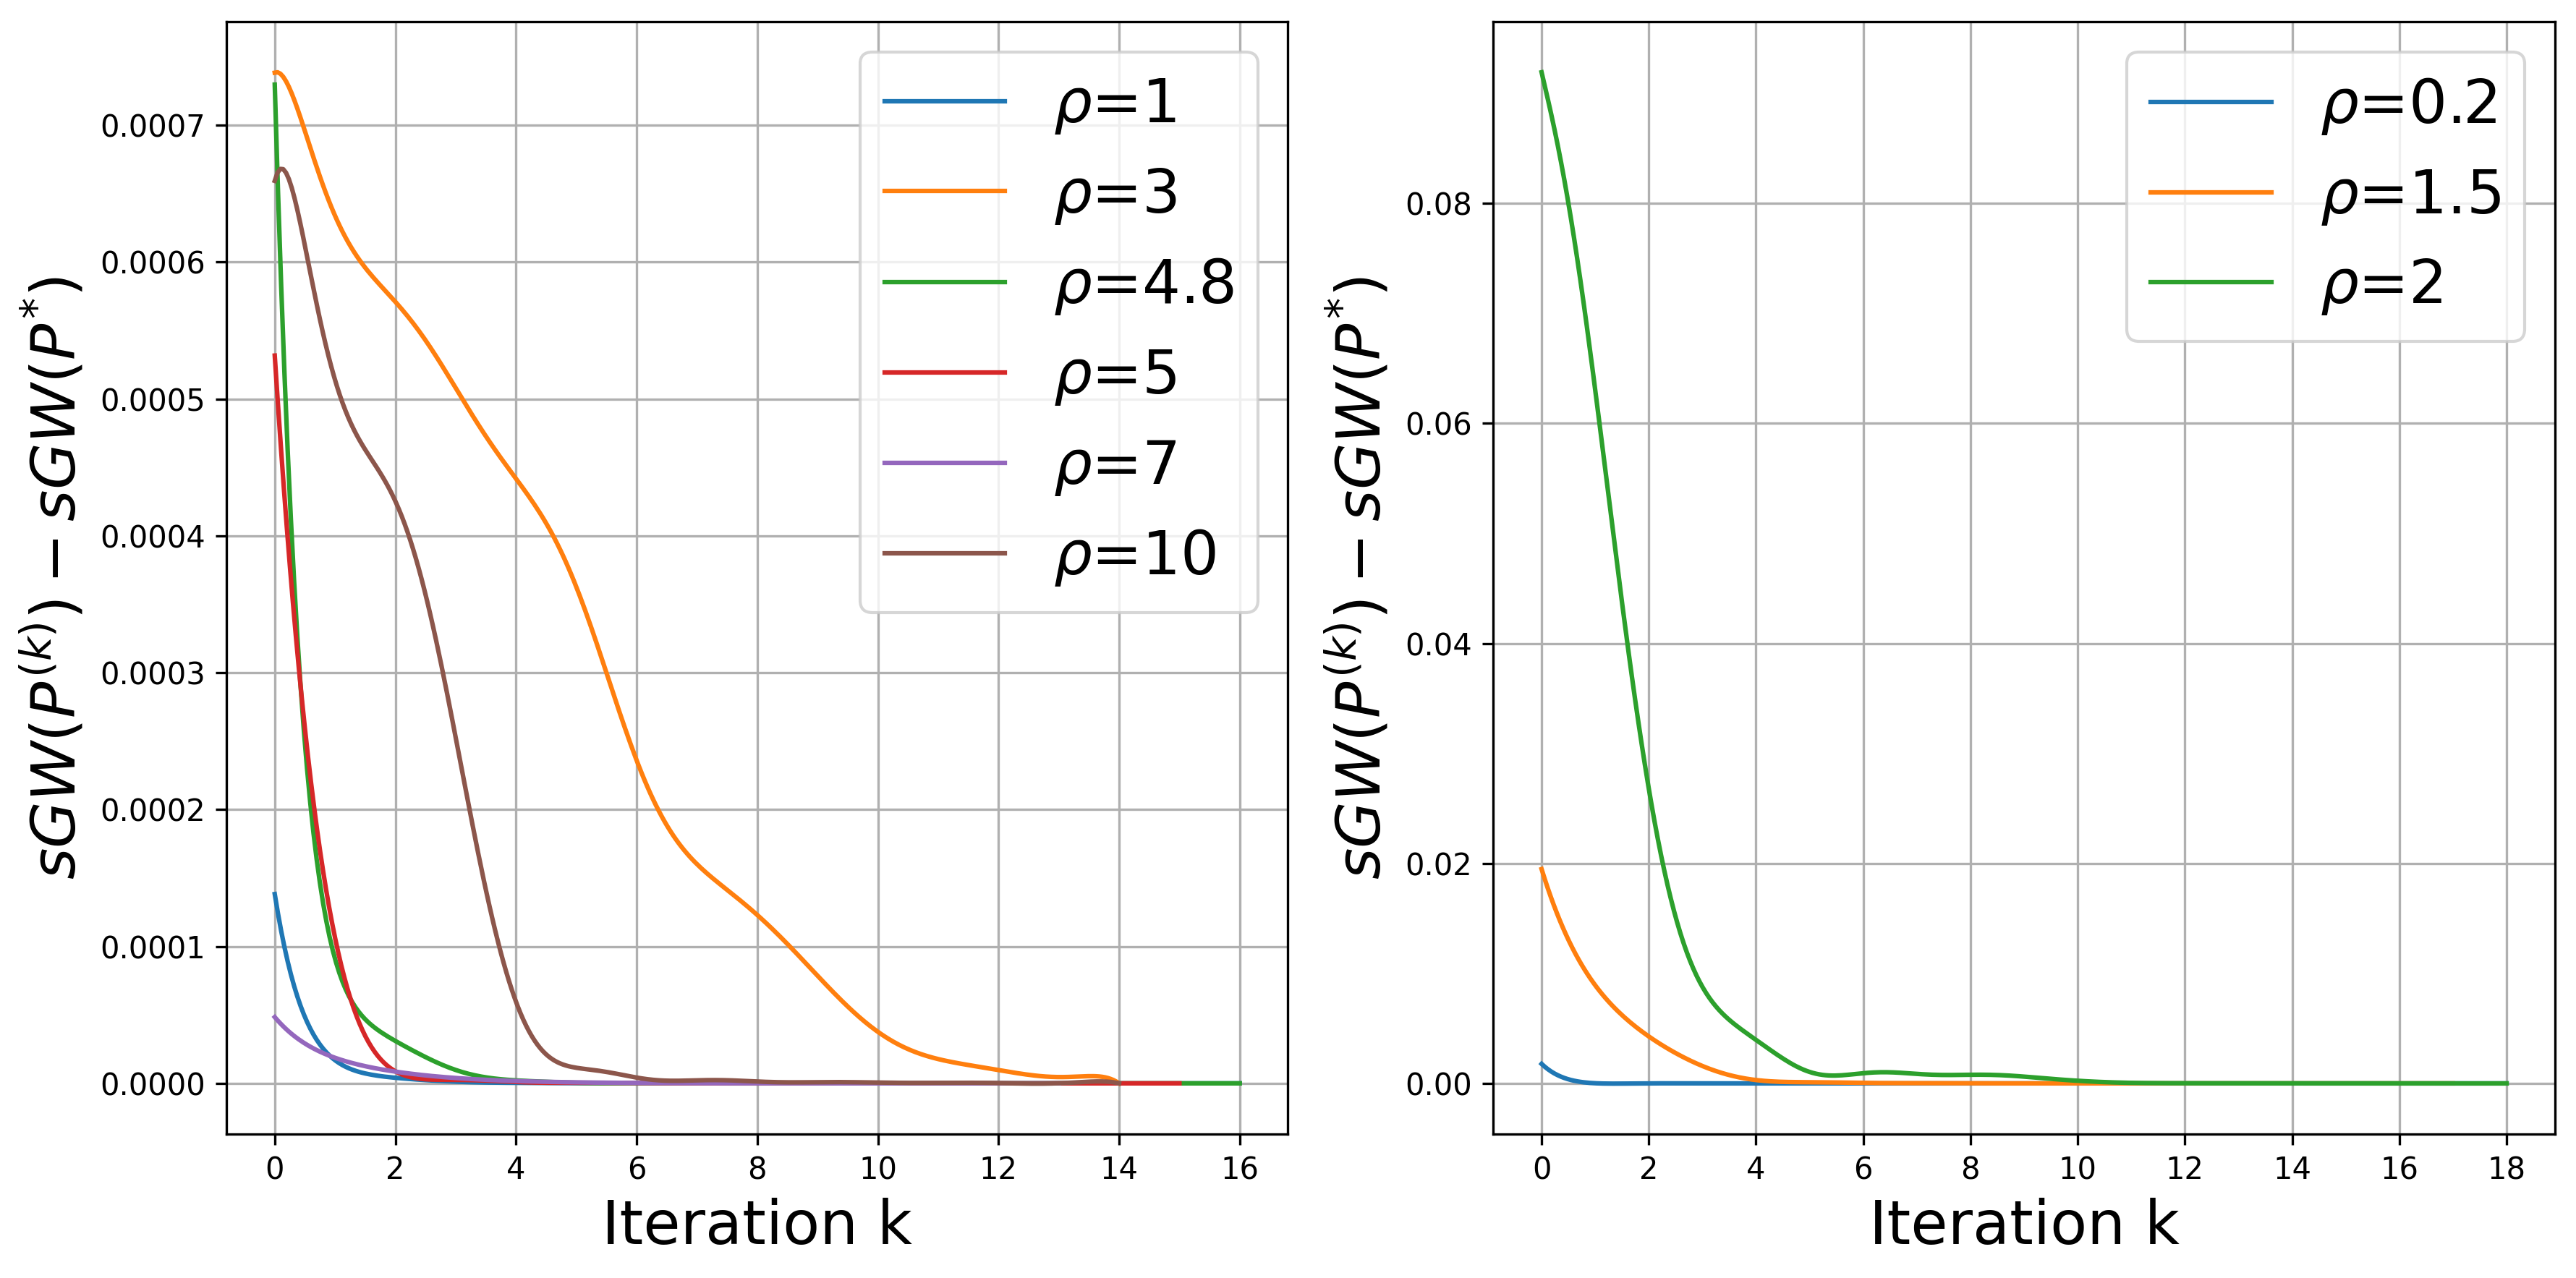 sGW(P^(k)) − sGW(P*)
0.0007
0.0006
0.0005
0.0004
0.0003
0.0002
0.0001
0.0000
ρ=1
ρ=3
ρ=4.8
ρ=5
ρ=7
ρ=10
0 2 4 6 8 10 12 14 16
Iteration k
sGW(P^(k)) − sGW(P*)
0.08
0.06
0.04
0.02
0.00
ρ=0.2
ρ=1.5
ρ=2
0 2 4 6 8 10 12 14 16 18
Iteration k